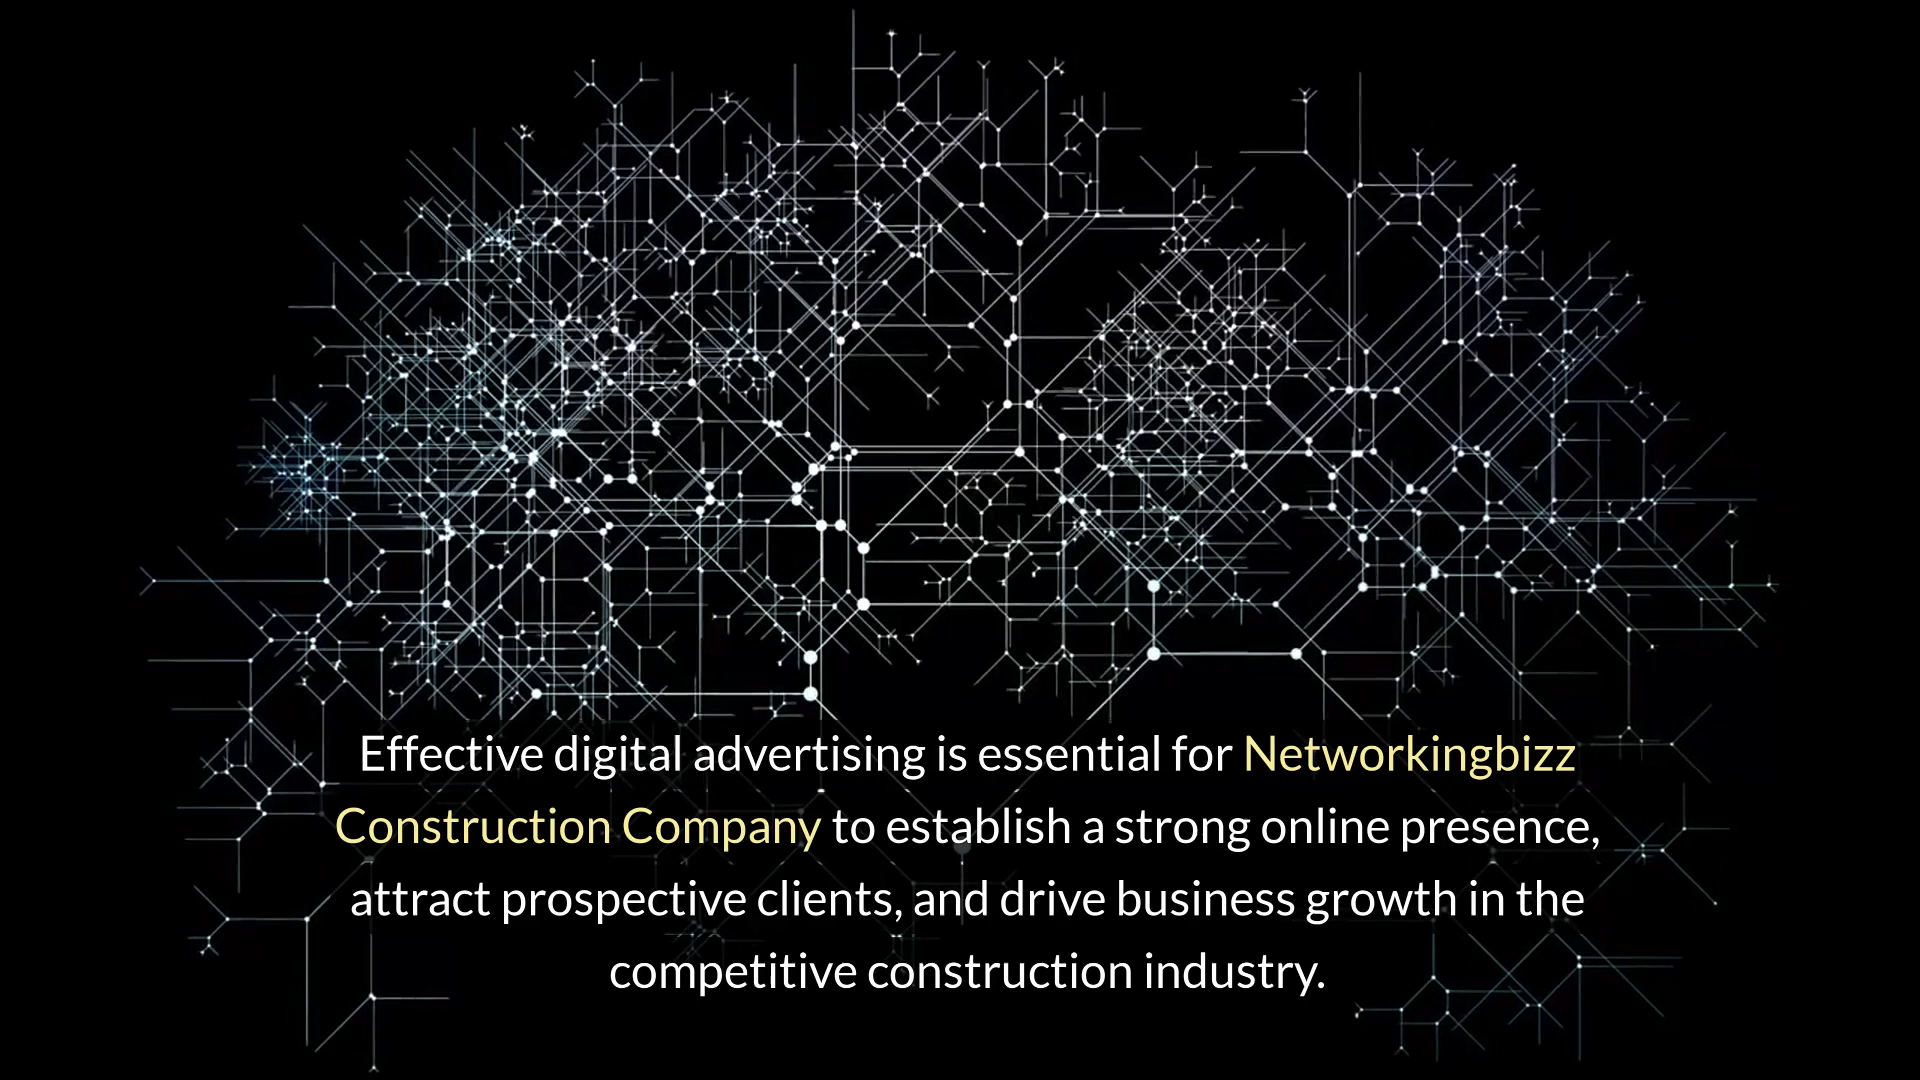 Effective digital advertising is essential for Networkingbizz
Construction Company to establish a strong online presence,
attract prospective clients, and drive business growth in the
competitive construction industry.